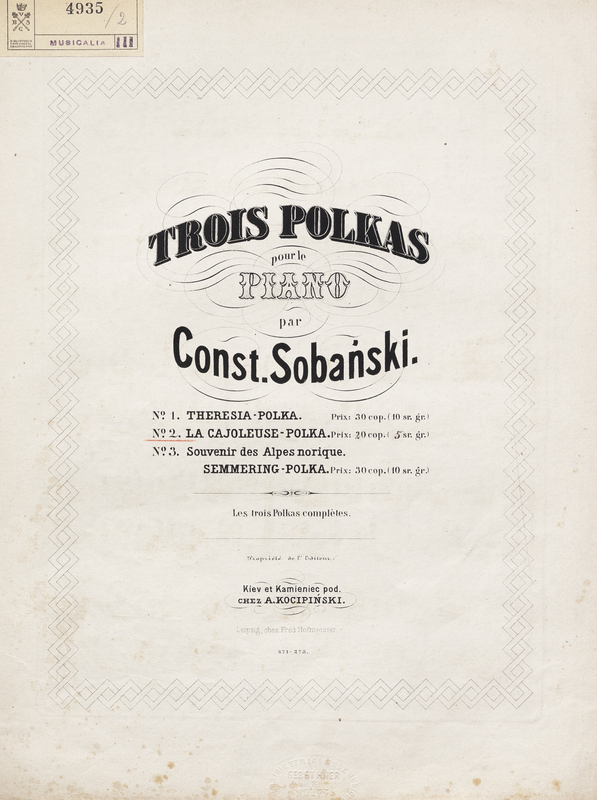 4935/2
MUSICALIA III
TROIS POLKAS
pour le
PIANO
par
Const. Sobański.
No. 1. THERESIA-POLKA. Prix: 30 cop. (10 sr. gr.)
No. 2. LA CAJOLEUSE-POLKA. Prix: 20 cop. (5 sr. gr.)
No. 3. Souvenir des Alpes norique.
SEMMERING-POLKA. Prix: 30 cop. (10 sr. gr.)
Les trois Polkas complètes.
Propriété de l'Editeur.
Kiev et Kamieniec pod.
CHEZ A. KOCIPIŃSKI.
Leipzig, chez Fréd. Hofmeister.
271-273.